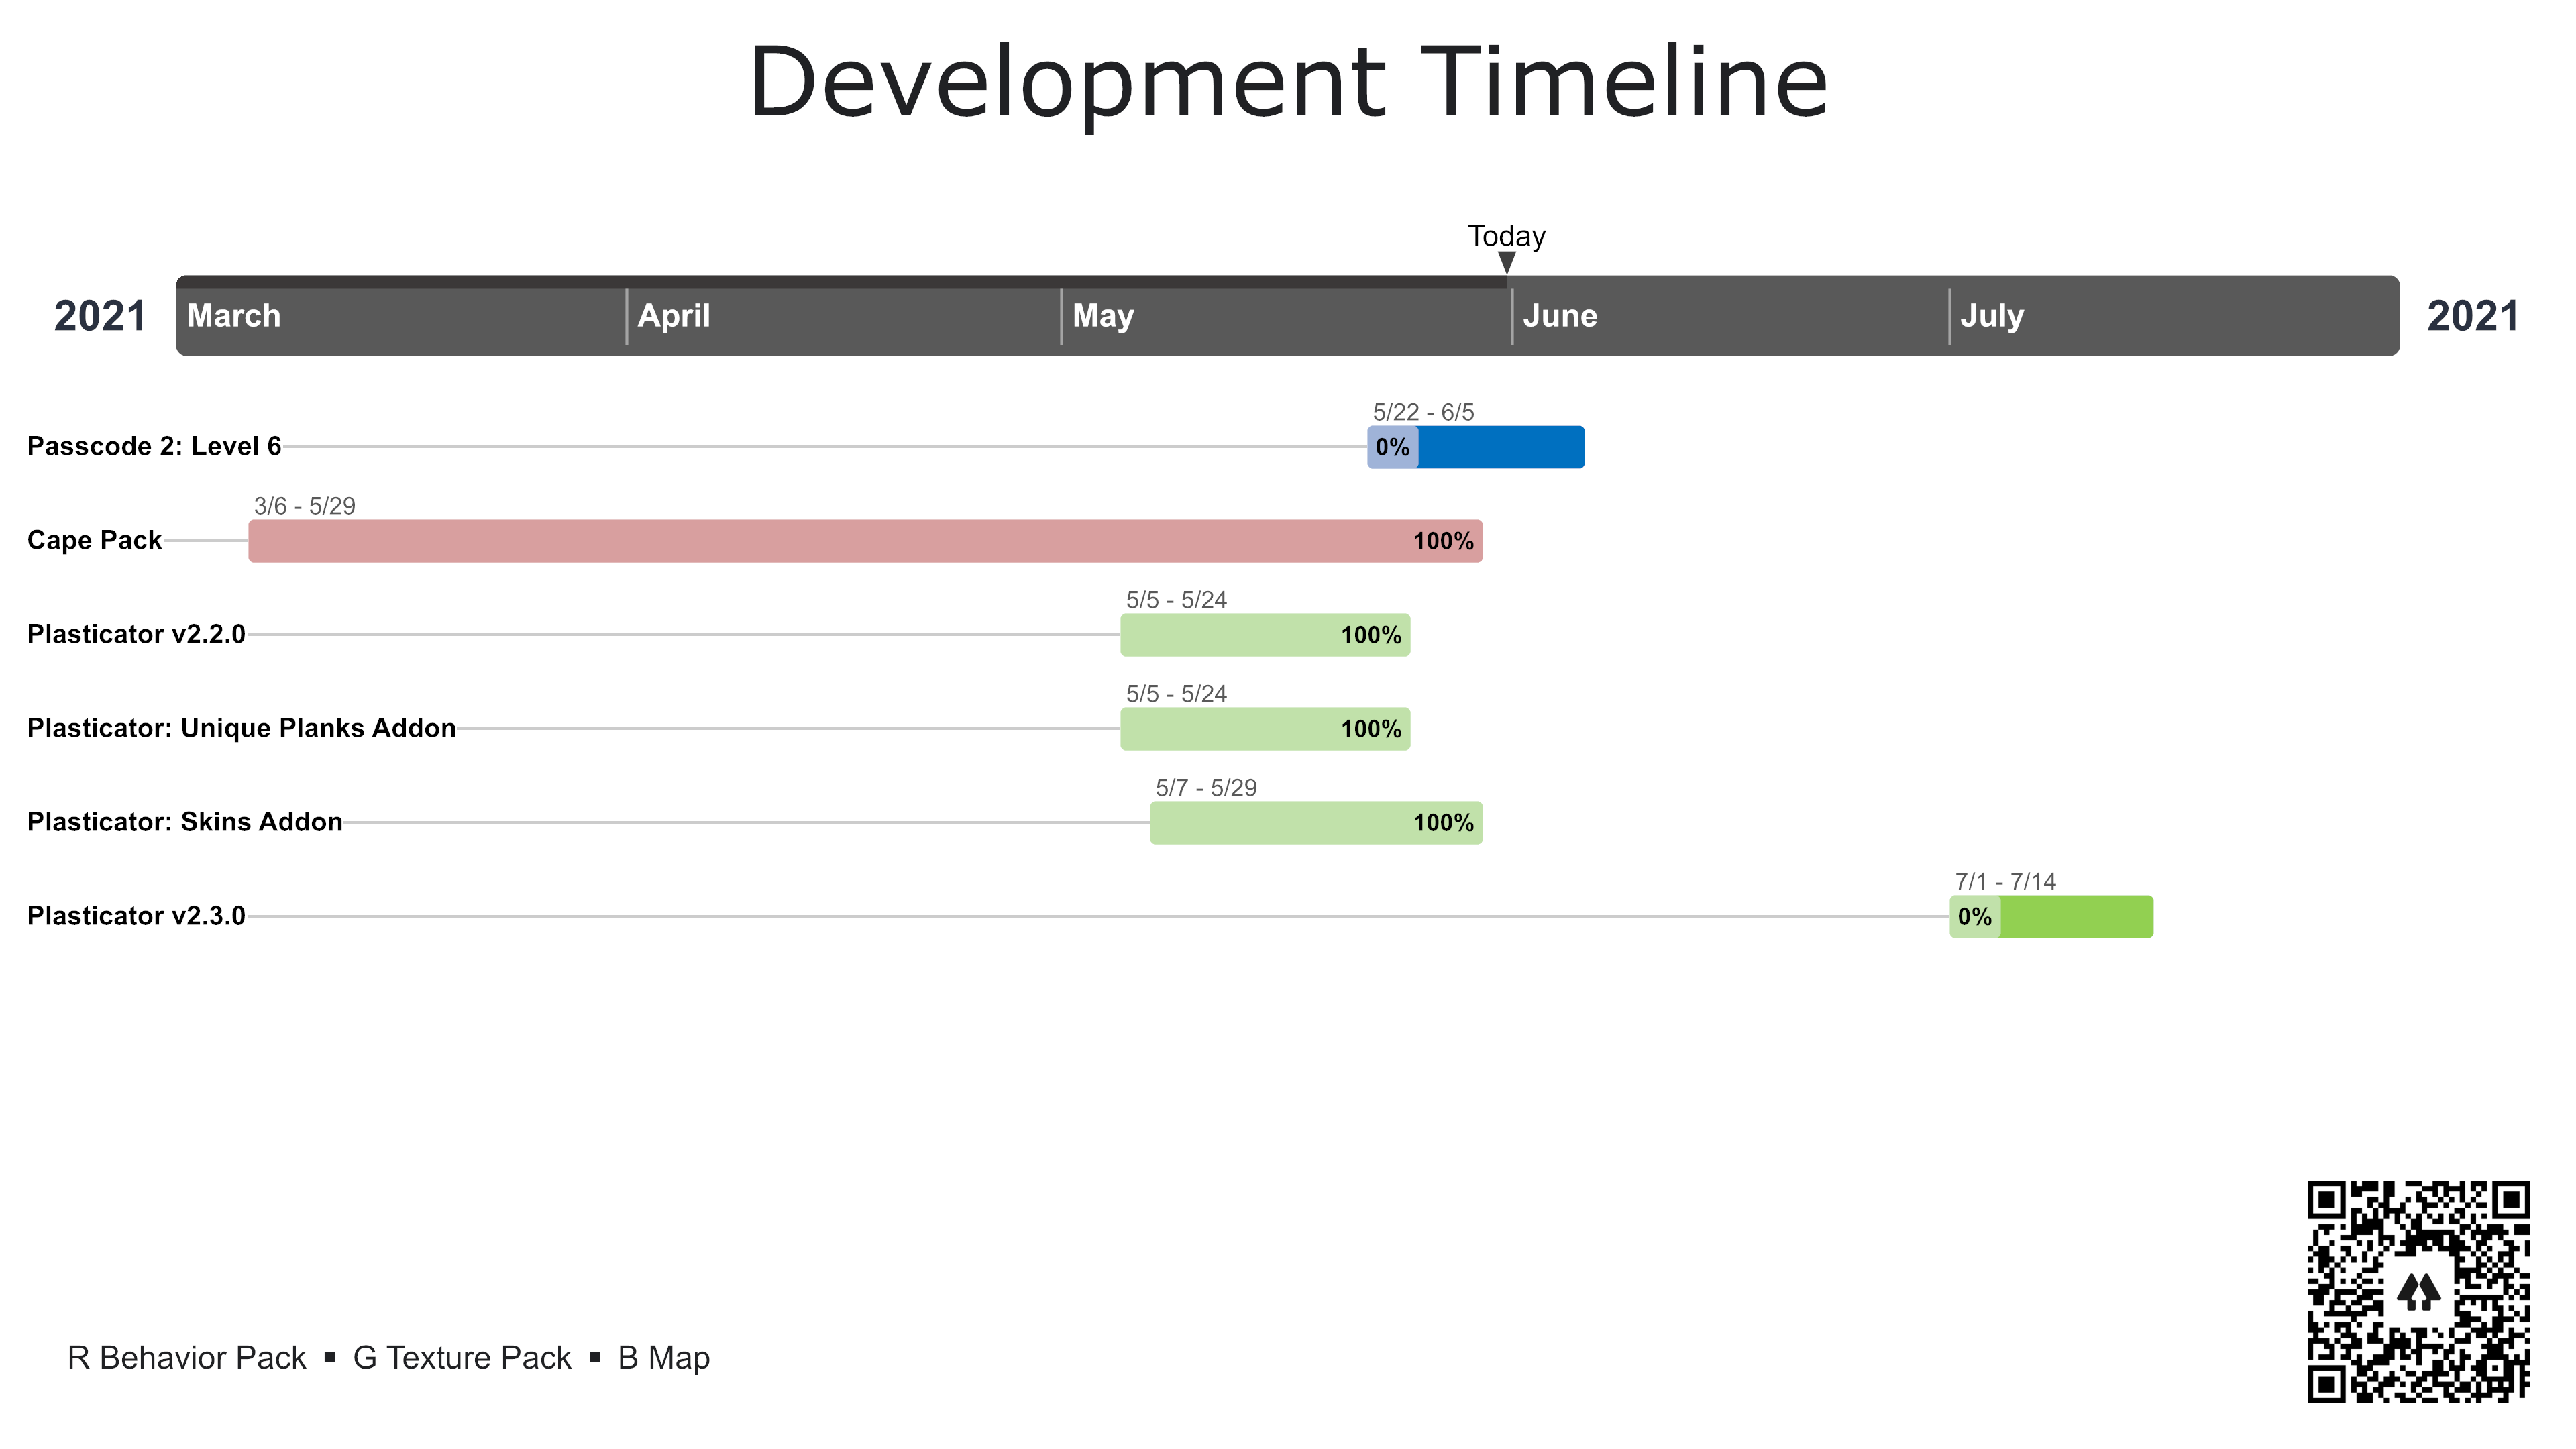 Development Timeline
Today
2021 March April May June July 2021
5/22 - 6/5
Passcode 2: Level 6 0%
3/6 - 5/29
Cape Pack 100%
5/5 - 5/24
Plasticator v2.2.0 100%
5/5 - 5/24
Plasticator: Unique Planks Addon 100%
5/7 - 5/29
Plasticator: Skins Addon 100%
7/1 - 7/14
Plasticator v2.3.0 0%
R Behavior Pack ▪ G Texture Pack ▪ B Map